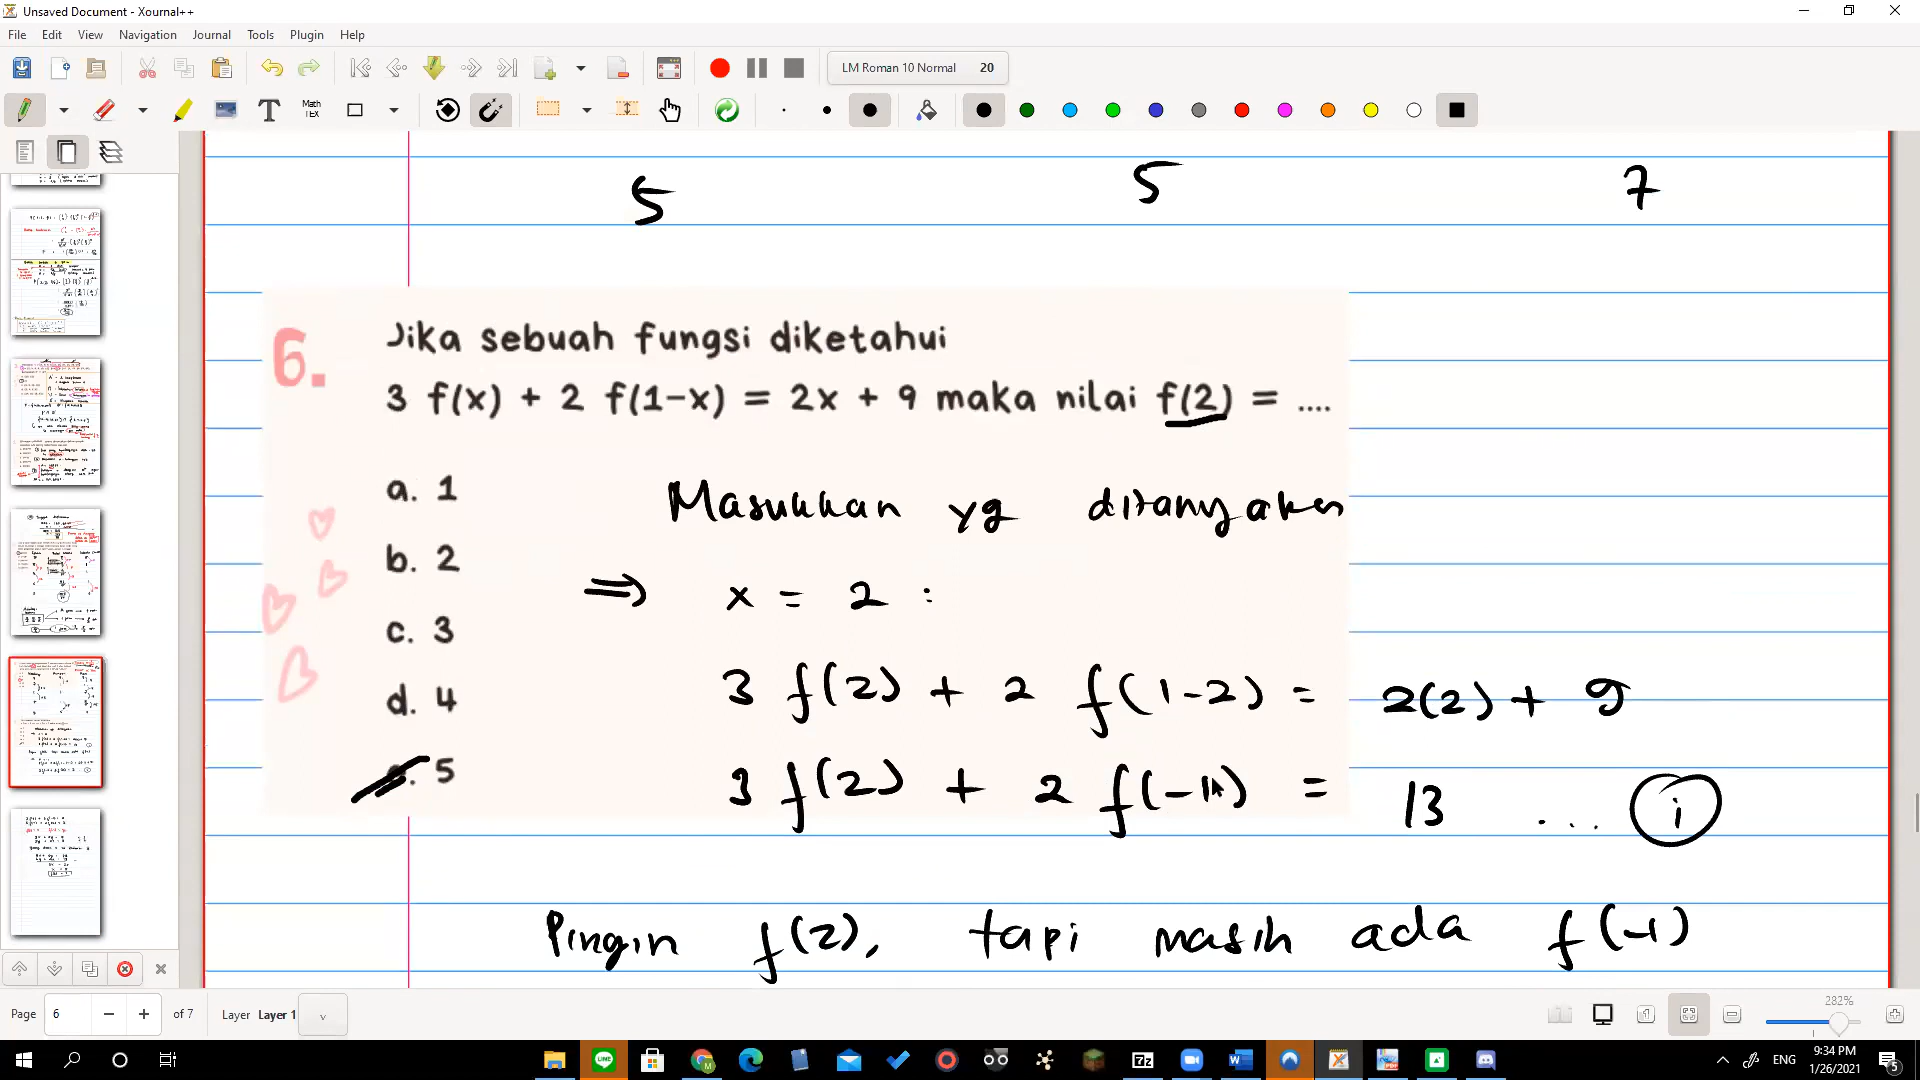 Unsaved Document - Xournal++
File Edit View Navigation Journal Tools Plugin Help
LM Roman 10 Normal 20
Math
TEX
5 5 7
6. Jika sebuah fungsi diketahui
3 f(x) + 2 f(1-x) = 2x + 9 maka nilai f(2) = ....
a. 1
Masukkan yg ditanyakan
b. 2
⇒ x = 2 :
c. 3
d. 4
3 f(2) + 2 f(1-2) = 2(2) + 9
5
3 f(2) + 2 f(-1) = 13 ... i
Pingin f(2), tapi masih ada f(-1)
Page 6 of 7 Layer Layer 1
282%
ENG
9:34 PM
1/26/2021
5